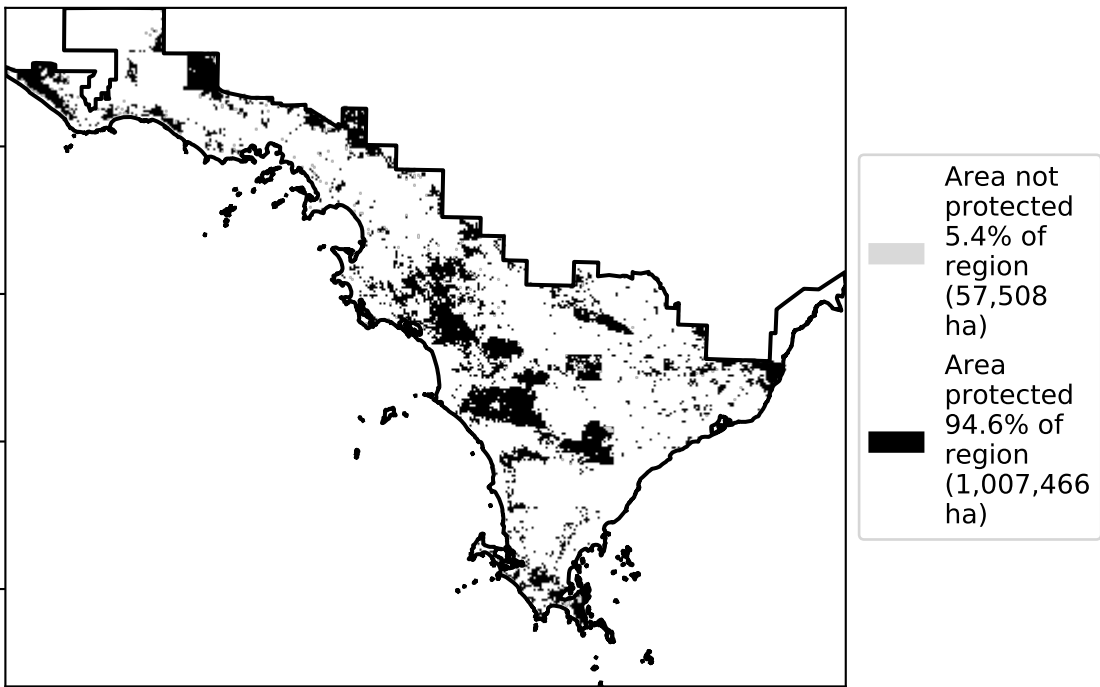 Area not
protected
5.4% of
region
(57,508
ha)
Area
protected
94.6% of
region
(1,007,466
ha)